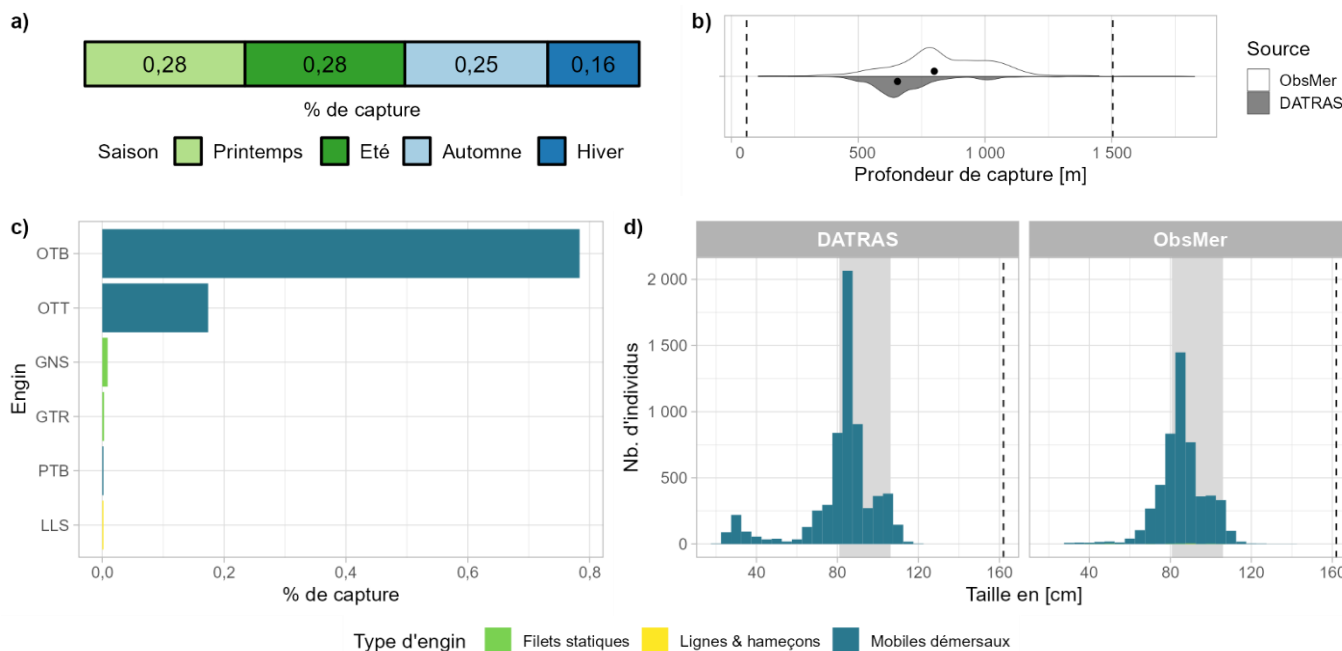 a)
0,28 0,28 0,25 0,16
% de capture
Saison Printemps Eté Automne Hiver
b)
0 500 1 000 1 500
Profondeur de capture [m]
Source
ObsMer
DATRAS
c)
OTB
OTT
GNS
GTR
PTB
LLS
Engin
0,0 0,2 0,4 0,6 0,8
% de capture
d)
DATRAS ObsMer
2 000
1 500
1 000
500
0
Nb. d'individus
40 80 120 160 40 80 120 160
Taille en [cm]
Type d'engin Filets statiques Lignes & hameçons Mobiles démersaux